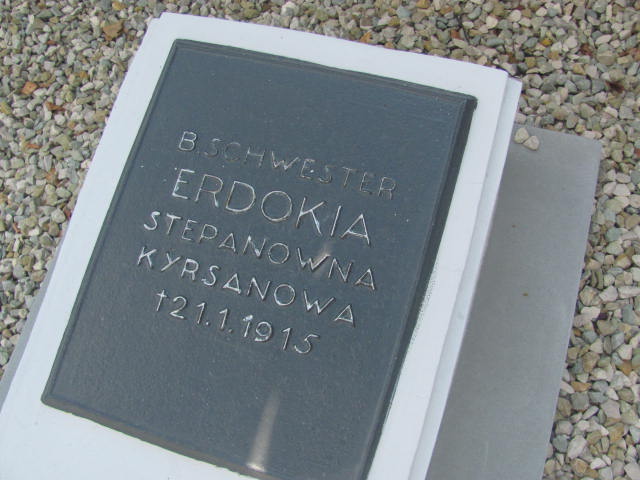 B. SCHWESTER
ERDOKIA
STEPANOWNA
KYRSANOWA
†21.1.1915